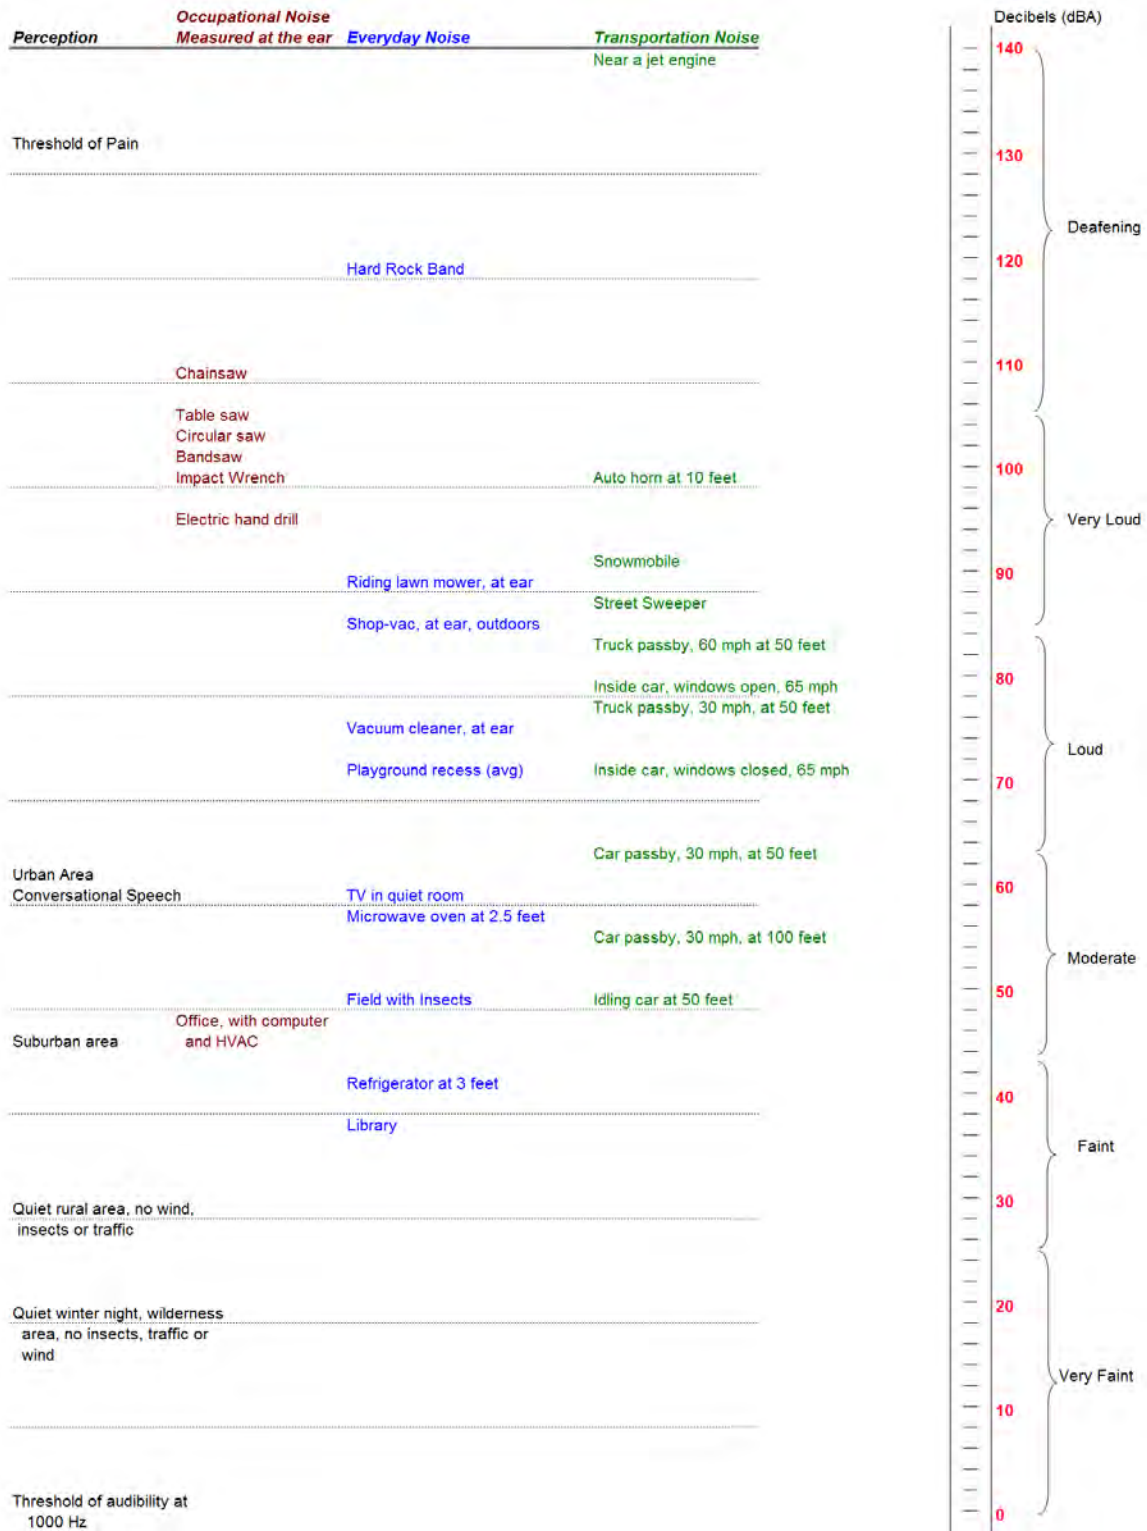 Occupational Noise
Decibels (dBA)
Perception Measured at the ear Everyday Noise Transportation Noise
140
Near a jet engine
Threshold of Pain
130
Deafening
120
Hard Rock Band
110
Chainsaw
Table saw
Circular saw
Bandsaw
100
Impact Wrench Auto horn at 10 feet
Electric hand drill Very Loud
Snowmobile
90
Riding lawn mower, at ear
Street Sweeper
Shop-vac, at ear, outdoors
Truck passby, 60 mph at 50 feet
80
Inside car, windows open, 65 mph
Truck passby, 30 mph, at 50 feet
Vacuum cleaner, at ear
Loud
Playground recess (avg) Inside car, windows closed, 65 mph
70
Car passby, 30 mph, at 50 feet
Urban Area
60
Conversational Speech TV in quiet room
Microwave oven at 2.5 feet
Car passby, 30 mph, at 100 feet
Moderate
50
Field with Insects Idling car at 50 feet
Office, with computer
Suburban area and HVAC
Refrigerator at 3 feet
40
Library
Faint
30
Quiet rural area, no wind,
insects or traffic
20
Quiet winter night, wilderness
area, no insects, traffic or
wind
Very Faint
10
Threshold of audibility at
0
1000 Hz